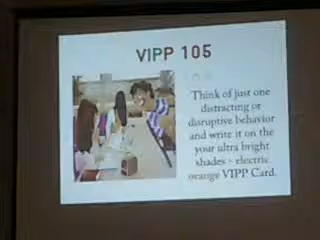 VIPP 105
Think of just one
distracting or
disruptive behavior
and write it on the
your ultra bright
shades - electric
orange VIPP Card.